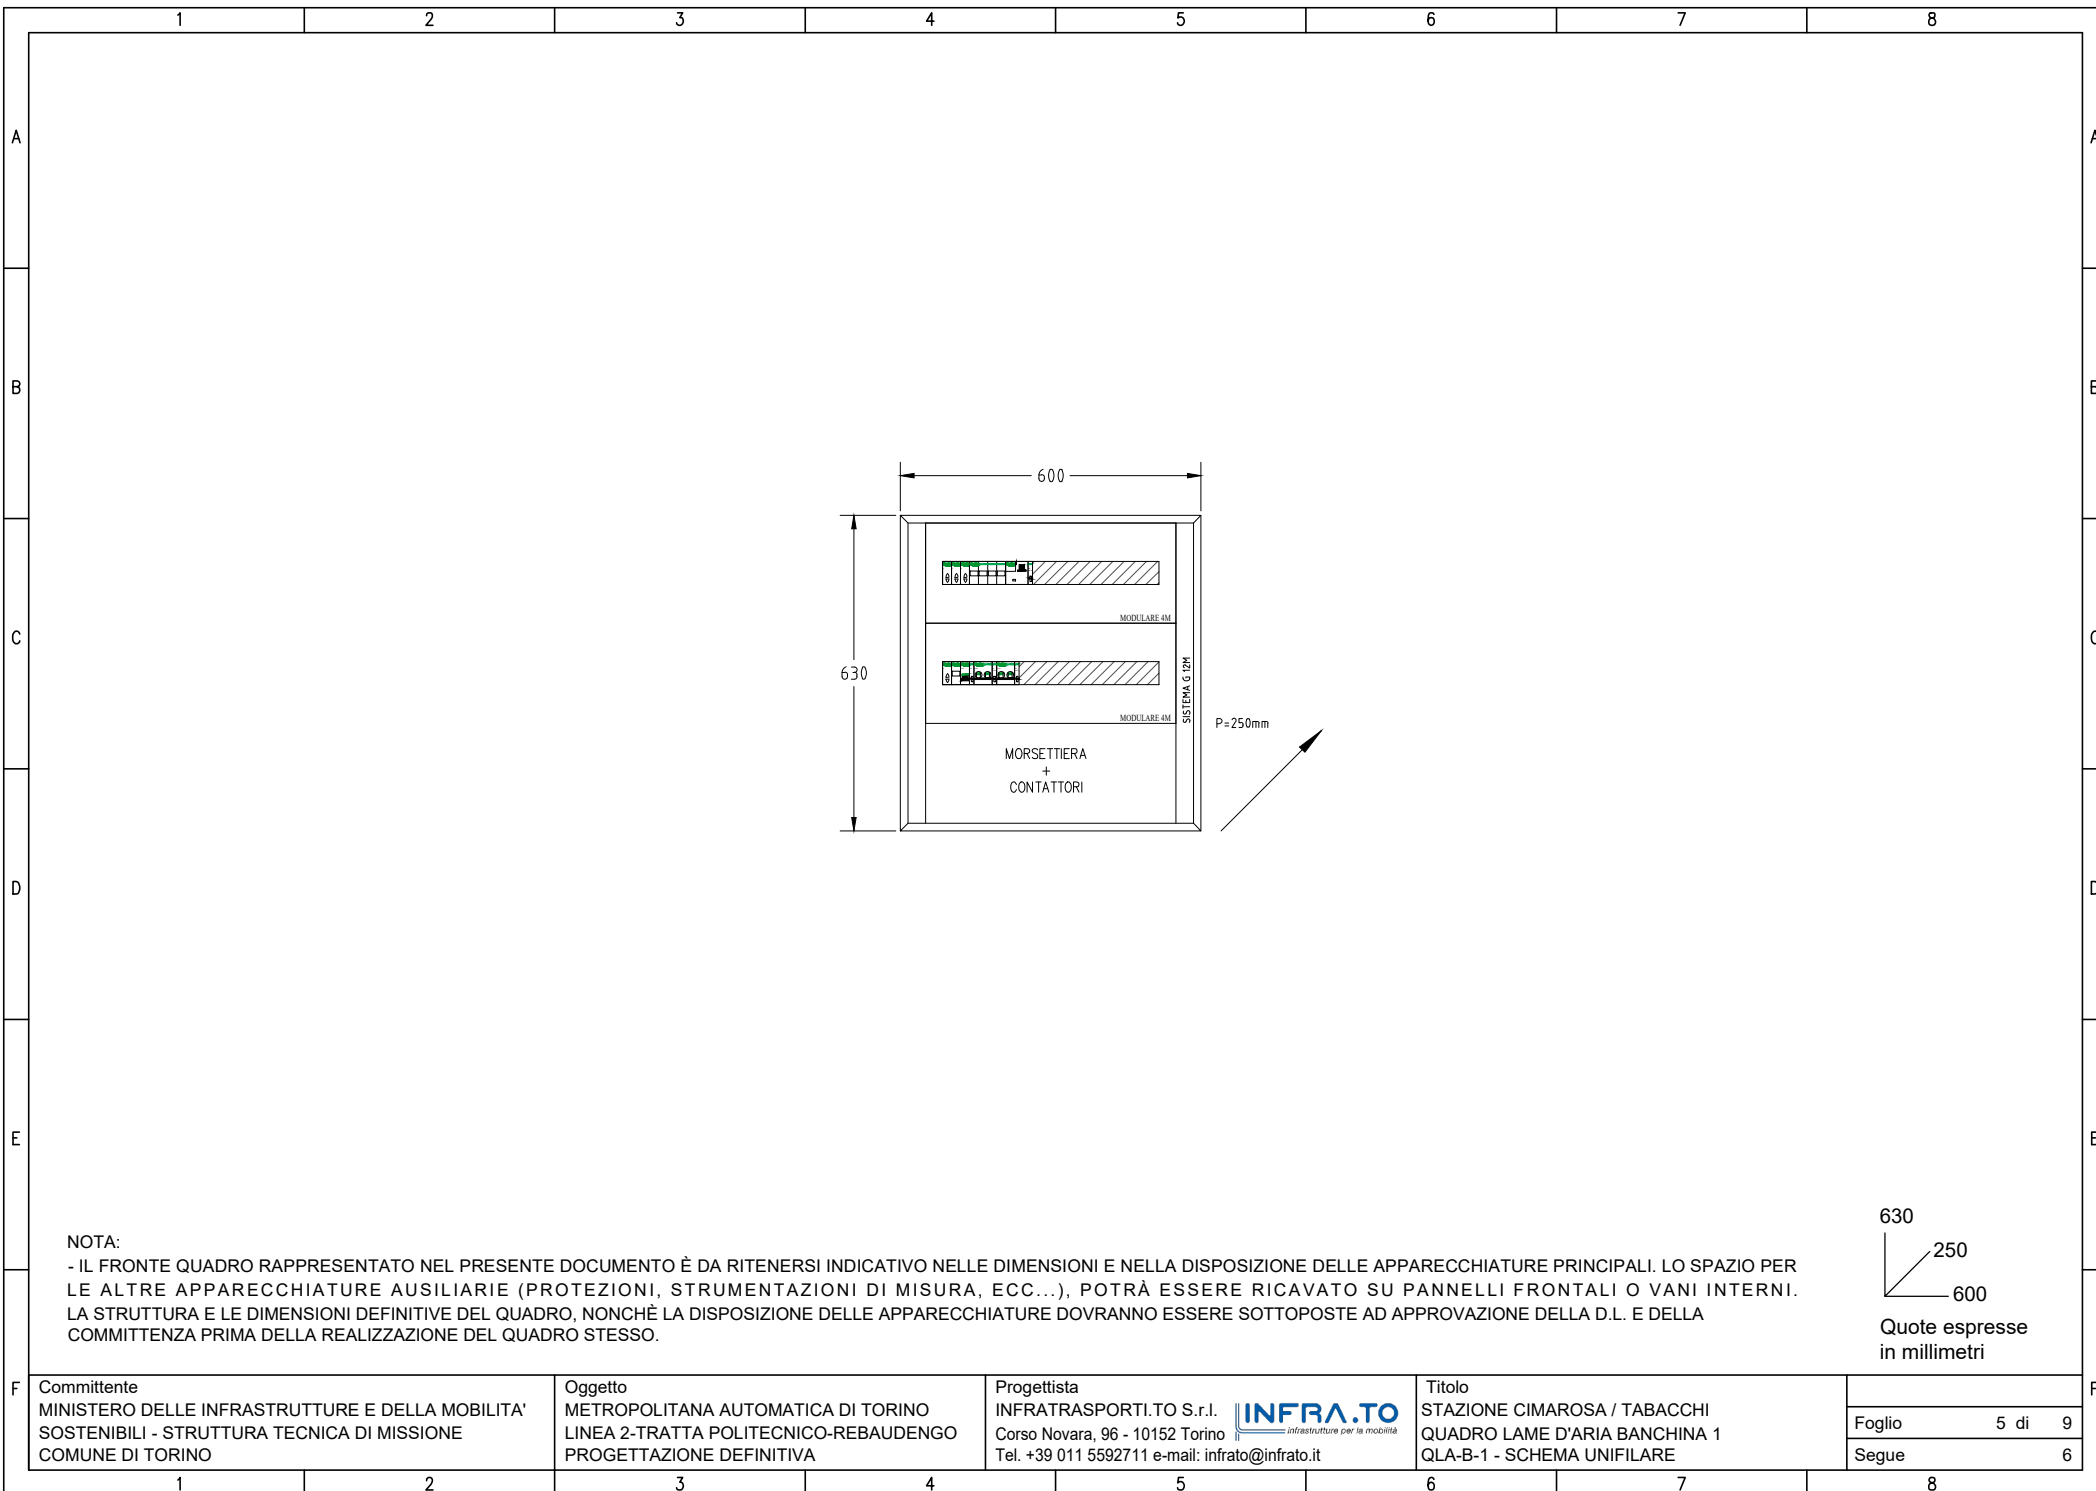 1 2 3 4 5 6 7 8
A
A
B
C
C
D
E
F
600
630
MODULARE 4M
MODULARE 4M
SISTEMA G 12M
P=250mm
MORSETTIERA
+
CONTATTORI
NOTA:
- IL FRONTE QUADRO RAPPRESENTATO NEL PRESENTE DOCUMENTO È DA RITENERSI INDICATIVO NELLE DIMENSIONI E NELLA DISPOSIZIONE DELLE APPARECCHIATURE PRINCIPALI. LO SPAZIO PER
LE ALTRE APPARECCHIATURE AUSILIARIE (PROTEZIONI, STRUMENTAZIONI DI MISURA, ECC...), POTRÀ ESSERE RICAVATO SU PANNELLI FRONTALI O VANI INTERNI.
LA STRUTTURA E LE DIMENSIONI DEFINITIVE DEL QUADRO, NONCHÈ LA DISPOSIZIONE DELLE APPARECCHIATURE DOVRANNO ESSERE SOTTOPOSTE AD APPROVAZIONE DELLA D.L. E DELLA
COMMITTENZA PRIMA DELLA REALIZZAZIONE DEL QUADRO STESSO.
630
250
600
Quote espresse
in millimetri
Committente
MINISTERO DELLE INFRASTRUTTURE E DELLA MOBILITA'
SOSTENIBILI - STRUTTURA TECNICA DI MISSIONE
COMUNE DI TORINO
Oggetto
METROPOLITANA AUTOMATICA DI TORINO
LINEA 2-TRATTA POLITECNICO-REBAUDENGO
PROGETTAZIONE DEFINITIVA
Progettista
INFRATRASPORTI.TO S.r.l.
Corso Novara, 96 - 10152 Torino
Tel. +39 011 5592711 e-mail: infrato@infrato.it
INFRA.TO
infrastrutture per la mobilità
Titolo
STAZIONE CIMAROSA / TABACCHI
QUADRO LAME D'ARIA BANCHINA 1
QLA-B-1 - SCHEMA UNIFILARE
Foglio 5 di 9
Segue 6
1 2 3 4 5 6 7 8